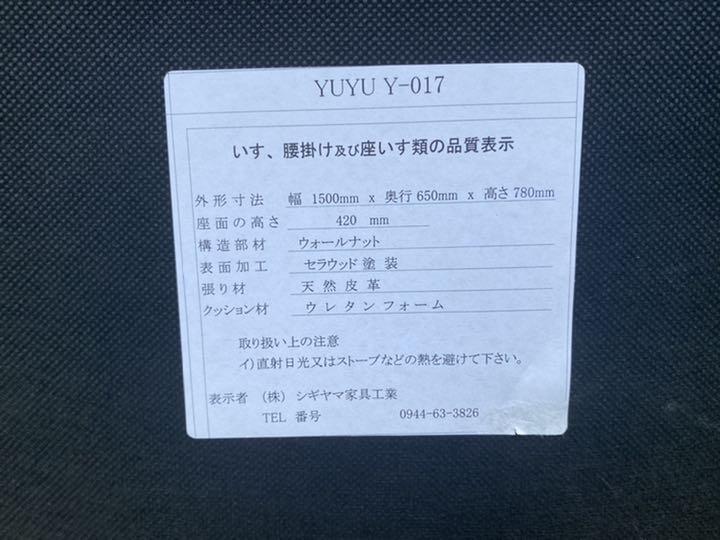 YUYU Y-017
いす、腰掛け及び座いす類の品質表示
外形寸法 幅 1500mm x 奥行 650mm x 高さ 780mm
座面の高さ 420 mm
構造部材 ウォールナット
表面加工 セラウッド塗装
張り材 天然皮革
クッション材 ウレタンフォーム
取り扱い上の注意
イ)直射日光又はストーブなどの熱を避けて下さい。
表示者 (株) シギヤマ家具工業
TEL 番号 0944-63-3826